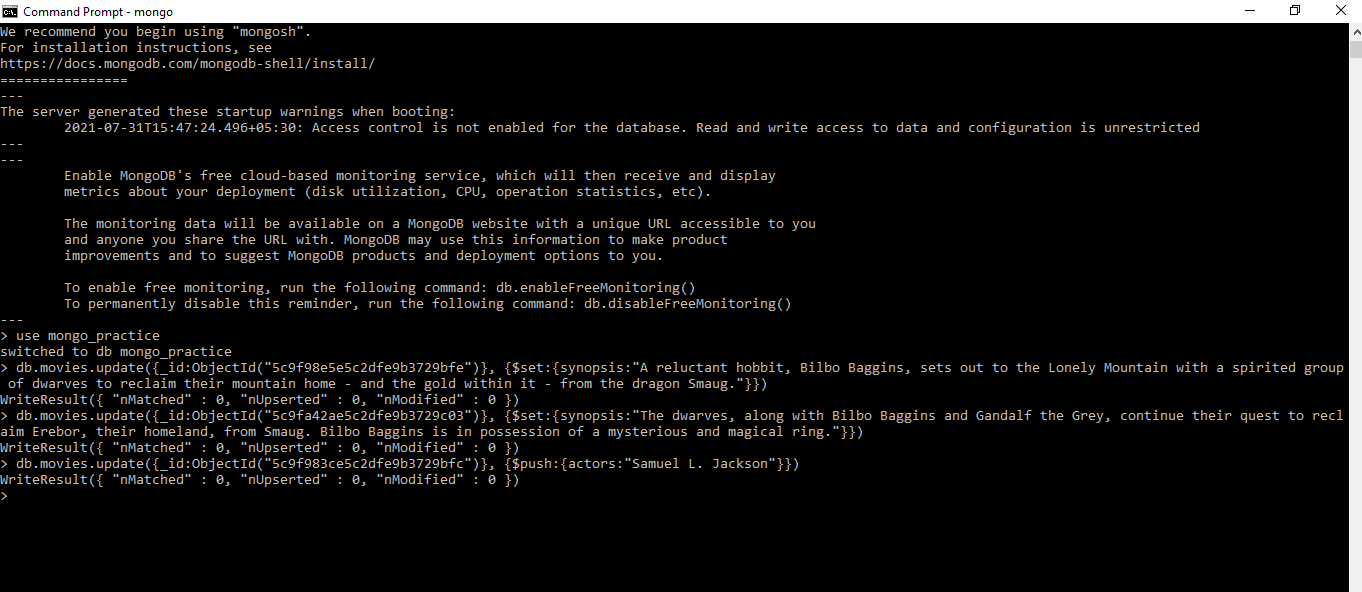 Command Prompt - mongo
We recommend you begin using "mongosh".
For installation instructions, see
https://docs.mongodb.com/mongodb-shell/install/
================
---
The server generated these startup warnings when booting:
        2021-07-31T15:47:24.496+05:30: Access control is not enabled for the database. Read and write access to data and configuration is unrestricted
---
---
        Enable MongoDB's free cloud-based monitoring service, which will then receive and display
        metrics about your deployment (disk utilization, CPU, operation statistics, etc).

        The monitoring data will be available on a MongoDB website with a unique URL accessible to you
        and anyone you share the URL with. MongoDB may use this information to make product
        improvements and to suggest MongoDB products and deployment options to you.

        To enable free monitoring, run the following command: db.enableFreeMonitoring()
        To permanently disable this reminder, run the following command: db.disableFreeMonitoring()
---
> use mongo_practice
switched to db mongo_practice
> db.movies.update({_id:ObjectId("5c9f98e5e5c2dfe9b3729bfe")}, {$set:{synopsis:"A reluctant hobbit, Bilbo Baggins, sets out to the Lonely Mountain with a spirited group
 of dwarves to reclaim their mountain home - and the gold within it - from the dragon Smaug."}})
WriteResult({ "nMatched" : 0, "nUpserted" : 0, "nModified" : 0 })
> db.movies.update({_id:ObjectId("5c9fa42ae5c2dfe9b3729c03")}, {$set:{synopsis:"The dwarves, along with Bilbo Baggins and Gandalf the Grey, continue their quest to recl
aim Erebor, their homeland, from Smaug. Bilbo Baggins is in possession of a mysterious and magical ring."}})
WriteResult({ "nMatched" : 0, "nUpserted" : 0, "nModified" : 0 })
> db.movies.update({_id:ObjectId("5c9f983ce5c2dfe9b3729bfc")}, {$push:{actors:"Samuel L. Jackson"}})
WriteResult({ "nMatched" : 0, "nUpserted" : 0, "nModified" : 0 })
>